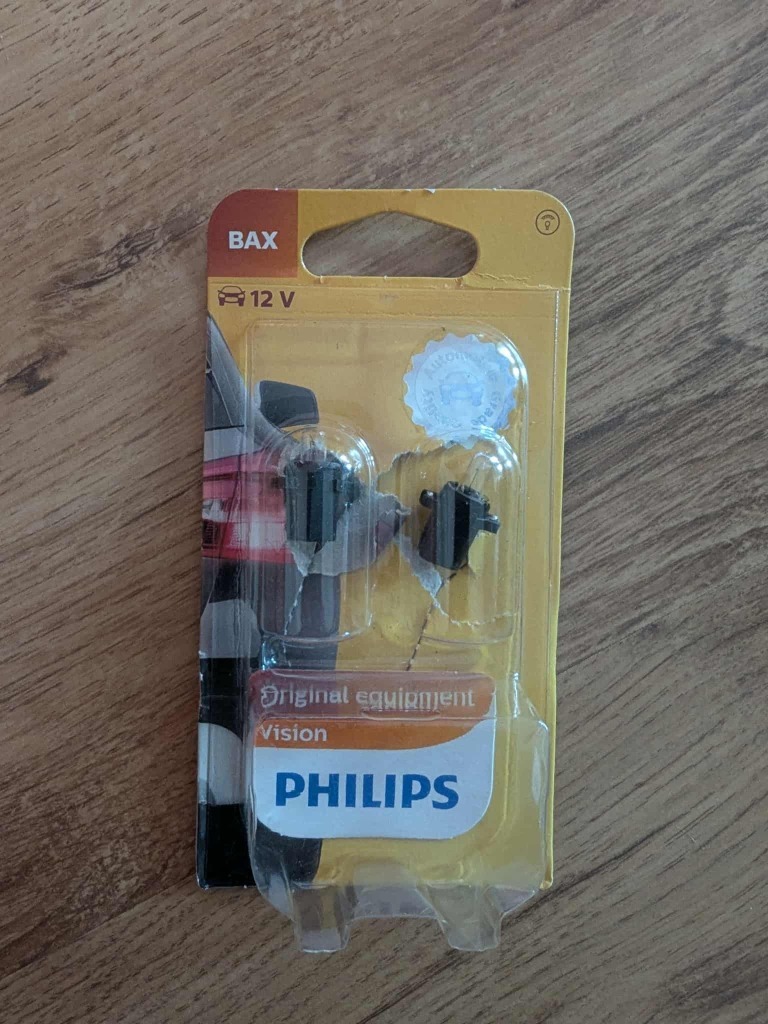 BAX
12 V
Original equipment
Vision
PHILIPS